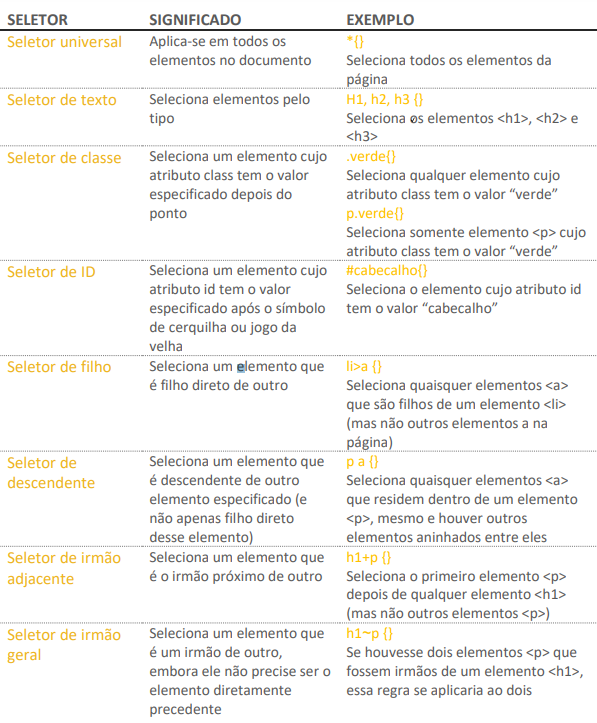 SELETOR SIGNIFICADO EXEMPLO
Seletor universal
Aplica-se em todos os
elementos no documento
*{}
Seleciona todos os elementos da
página
Seletor de texto
Seleciona elementos pelo
tipo
H1, h2, h3 {}
Seleciona os elementos <h1>, <h2> e
<h3>
Seletor de classe
Seleciona um elemento cujo
atributo class tem o valor
especificado depois do
ponto
.verde{}
Seleciona qualquer elemento cujo
atributo class tem o valor “verde”
p.verde{}
Seleciona somente elemento <p> cujo
atributo class tem o valor “verde”
Seletor de ID
Seleciona um elemento cujo
atributo id tem o valor
especificado após o símbolo
de cerquilha ou jogo da
velha
#cabecalho{}
Seleciona o elemento cujo atributo id
tem o valor “cabecalho”
Seletor de filho
Seleciona um elemento que
é filho direto de outro
li>a {}
Seleciona quaisquer elementos <a>
que são filhos de um elemento <li>
(mas não outros elementos a na
página)
Seletor de
descendente
Seleciona um elemento que
é descendente de outro
elemento especificado (e
não apenas filho direto
desse elemento)
p a {}
Seleciona quaisquer elementos <a>
que residem dentro de um elemento
<p>, mesmo e houver outros
elementos aninhados entre eles
Seletor de irmão
adjacente
Seleciona um elemento que
é o irmão próximo de outro
h1+p {}
Seleciona o primeiro elemento <p>
depois de qualquer elemento <h1>
(mas não outros elementos <p>)
Seletor de irmão
geral
Seleciona um elemento que
é um irmão de outro,
embora ele não precise ser o
elemento diretamente
precedente
h1~p {}
Se houvesse dois elementos <p> que
fossem irmãos de um elemento <h1>,
essa regra se aplicaria ao dois